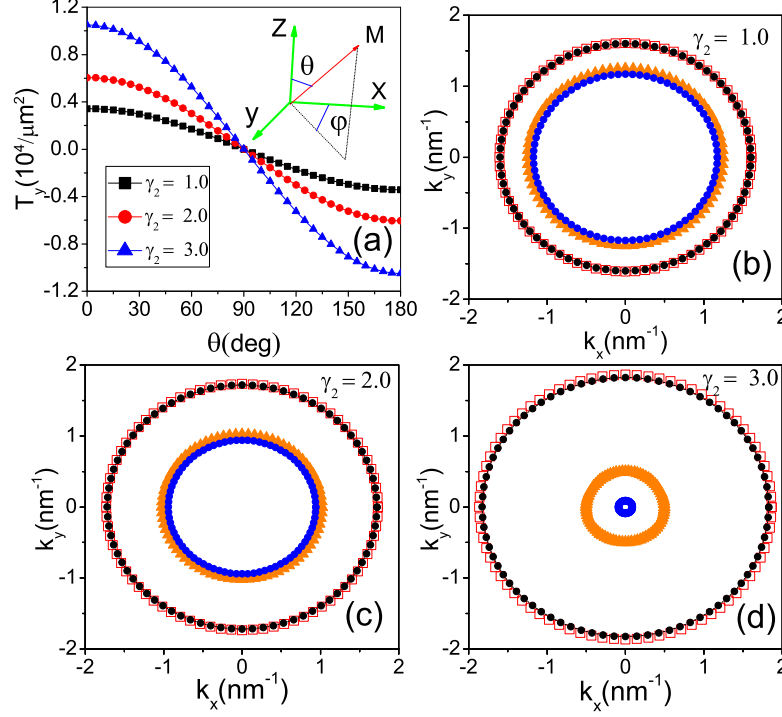 T_y(10^4/μm^2)
1.2
0.8
0.4
0.0
-0.4
-0.8
-1.2
0 30 60 90 120 150 180
θ(deg)
Z
M
θ
X
y
φ
γ_2 = 1.0
γ_2 = 2.0
γ_2 = 3.0
(a)
γ_2 = 1.0
k_y(nm^-1)
2
1
0
-1
-2
-2 -1 0 1 2
k_x(nm^-1)
(b)
γ_2 = 2.0
k_y(nm^-1)
2
1
0
-1
-2
-2 -1 0 1 2
k_x(nm^-1)
(c)
γ_2 = 3.0
k_y(nm^-1)
2
1
0
-1
-2
-2 -1 0 1 2
k_x(nm^-1)
(d)